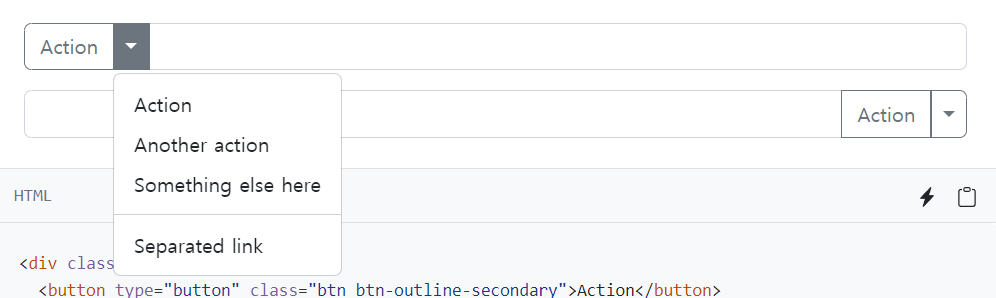 Action
Action
Another action
Something else here
Separated link
Action
HTML
<div class
<button type="button" class="btn btn-outline-secondary">Action</button>